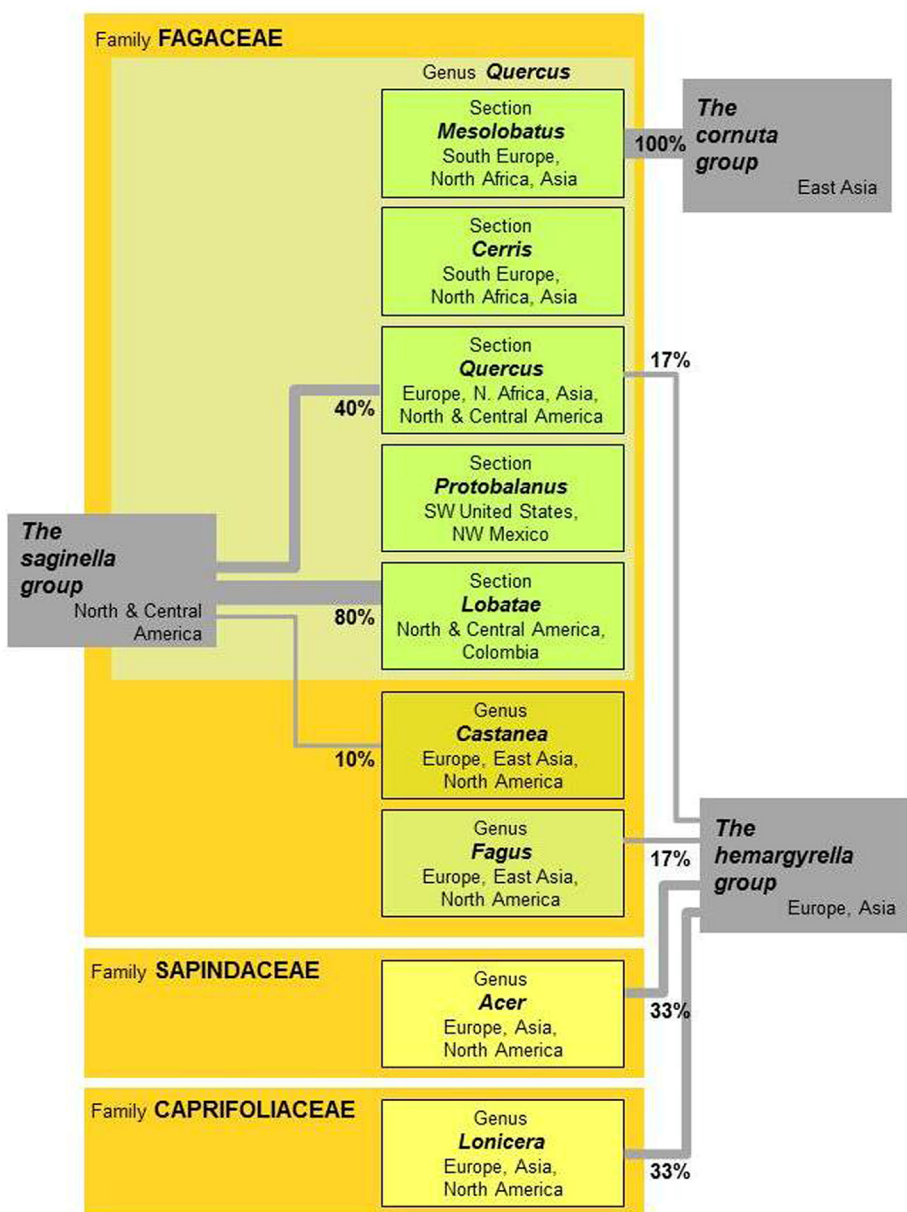 Family FAGACEAE
Genus Quercus
Section
Mesolobatus
South Europe,
North Africa, Asia
100%
The
cornuta
group
East Asia
Section
Cerris
South Europe,
North Africa, Asia
Section
Quercus
Europe, N. Africa, Asia,
North & Central America
17%
40%
Section
Protobalanus
SW United States,
NW Mexico
The
saginella
group
North & Central
America
Section
Lobatae
North & Central America,
Colombia
80%
Genus
Castanea
Europe, East Asia,
North America
10%
Genus
Fagus
Europe, East Asia,
North America
17%
The
hemargyrella
group
Europe, Asia
Family SAPINDACEAE
Genus
Acer
Europe, Asia,
North America
33%
Family CAPRIFOLIACEAE
Genus
Lonicera
Europe, Asia,
North America
33%